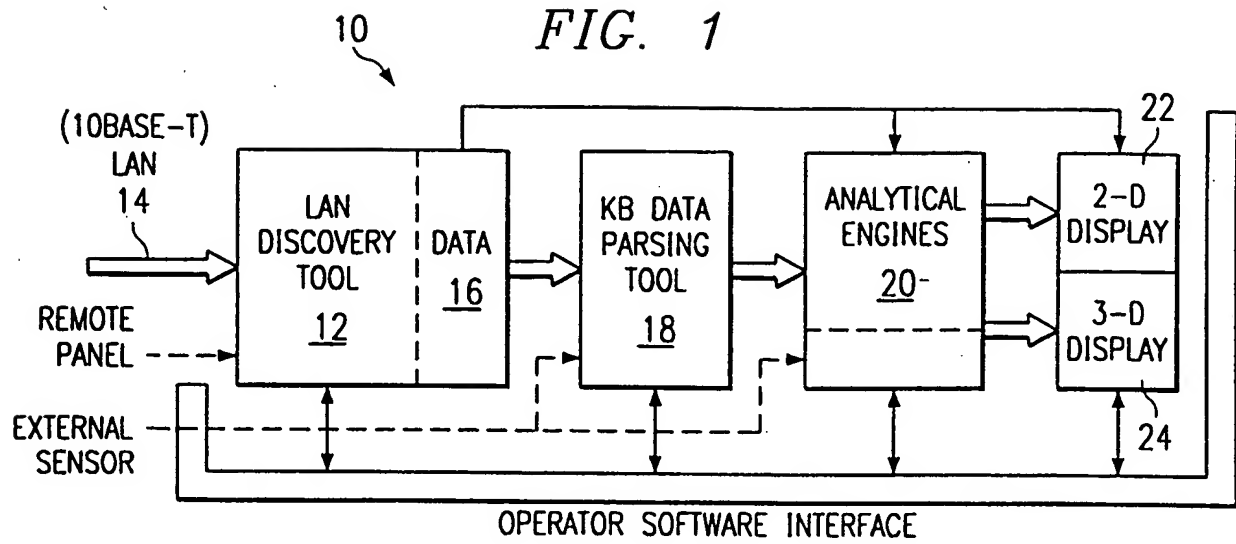 FIG. 1
10
(10BASE-T)
LAN
14
REMOTE
PANEL
EXTERNAL
SENSOR
LAN
DISCOVERY
TOOL
12
DATA
16
KB DATA
PARSING
TOOL
18
ANALYTICAL
ENGINES
20
22
2-D
DISPLAY
3-D
DISPLAY
24
OPERATOR SOFTWARE INTERFACE